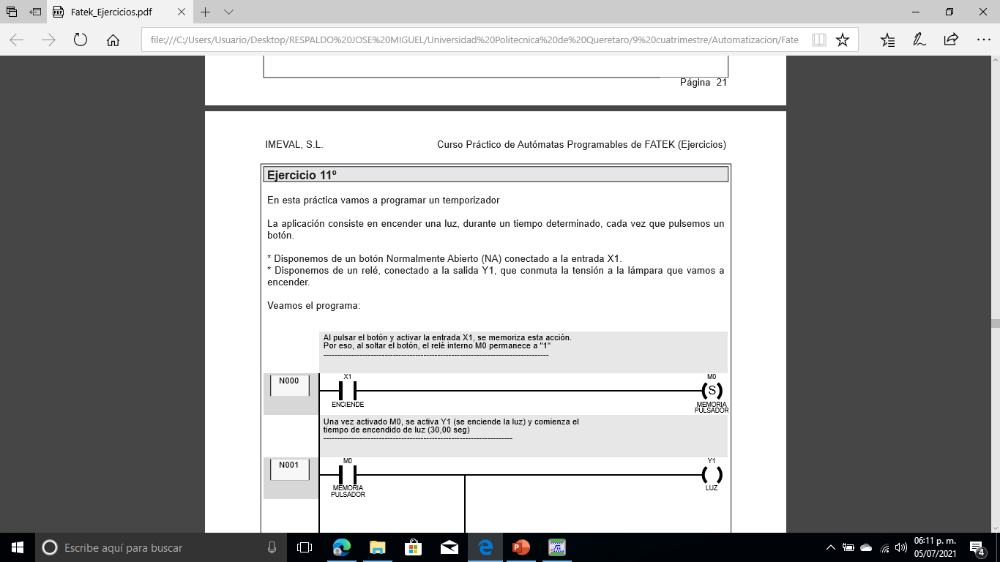 Fatek_Ejercicios.pdf
file:///C:/Users/Usuario/Desktop/RESPALDO%20JOSE%20MIGUEL/Universidad%20Politecnica%20de%20Queretaro/9%20cuatrimestre/Automatizacion/Fate
Página 21
IMEVAL, S.L. Curso Práctico de Autómatas Programables de FATEK (Ejercicios)
Ejercicio 11º
En esta práctica vamos a programar un temporizador
La aplicación consiste en encender una luz, durante un tiempo determinado, cada vez que pulsemos un
botón.
* Disponemos de un botón Normalmente Abierto (NA) conectado a la entrada X1.
* Disponemos de un relé, conectado a la salida Y1, que conmuta la tensión a la lámpara que vamos a
encender.
Veamos el programa:
Al pulsar el botón y activar la entrada X1, se memoriza esta acción.
Por eso, al soltar el botón, el relé interno M0 permanece a "1"
--------------------------------------------------------------------------------
N000 X1 M0
S
ENCIENDE MEMORIA
PULSADOR
Una vez activado M0, se activa Y1 (se enciende la luz) y comienza el
tiempo de encendido de luz (30,00 seg)
-------------------------------------------------------------------
N001 M0 Y1
MEMORIA LUZ
PULSADOR
Escribe aquí para buscar
06:11 p. m.
05/07/2021
4